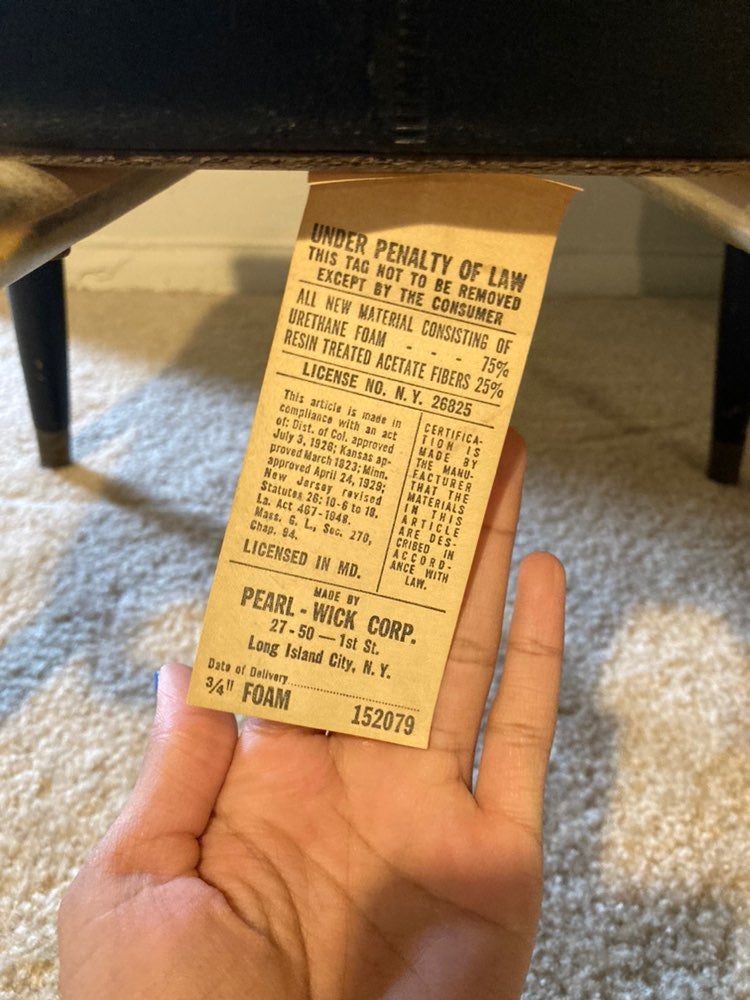 UNDER PENALTY OF LAW
THIS TAG NOT TO BE REMOVED
EXCEPT BY THE CONSUMER
ALL NEW MATERIAL CONSISTING OF
URETHANE FOAM - - - 75%
RESIN TREATED ACETATE FIBERS 25%
LICENSE NO. N.Y. 26825
This article is made in
compliance with an act
of: Dist. of Col. approved
July 3, 1926; Kansas ap-
proved March 1923; Minn.
approved April 24, 1929;
New Jersey revised
Statutes 26:10-6 to 18.
La. Act 467-1948.
Mass. G. L., Sec. 270,
Chap. 94.
LICENSED IN MD.
CERTIFICA-
TION IS
MADE BY
THE MANU-
FACTURER
THAT THE
MATERIALS
IN THIS
ARTICLE
ARE DES-
CRIBED IN
ACCORD-
ANCE WITH
LAW.
MADE BY
PEARL-WICK CORP.
27-50 — 1st St.
Long Island City, N. Y.
Date of Delivery
3/4" FOAM 152079